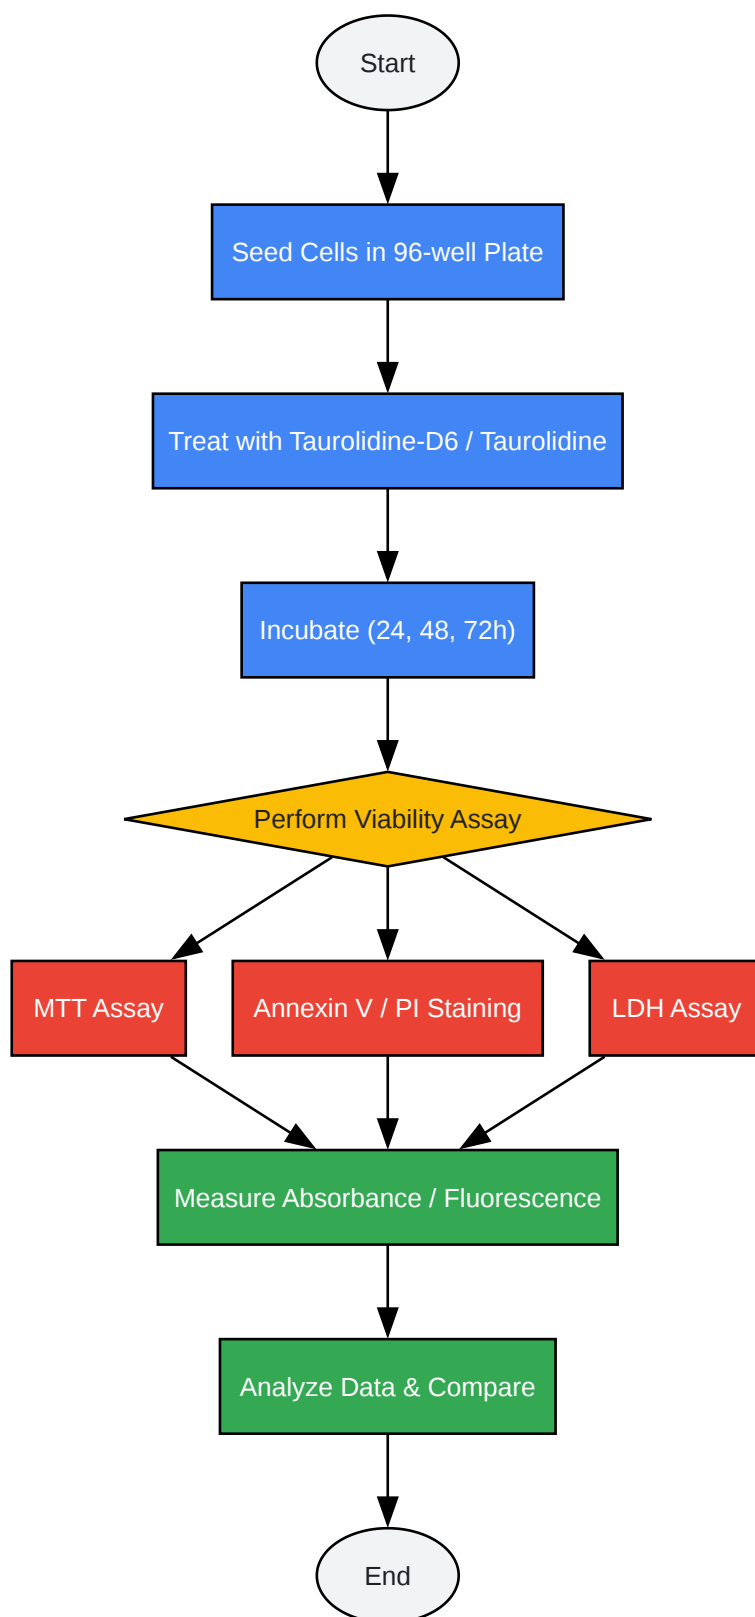 Start
Seed Cells in 96-well Plate
Treat with Taurolidine-D6 / Taurolidine
Incubate (24, 48, 72h)
Perform Viability Assay
MTT Assay
Annexin V / PI Staining
LDH Assay
Measure Absorbance / Fluorescence
Analyze Data & Compare
End